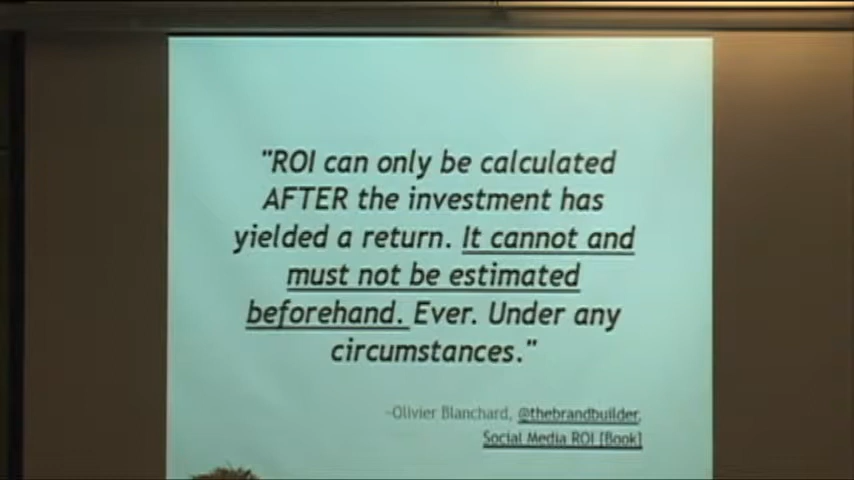 "ROI can only be calculated
AFTER the investment has
yielded a return. It cannot and
must not be estimated
beforehand. Ever. Under any
circumstances."
-Olivier Blanchard, @thebrandbuilder,
Social Media ROI [Book]